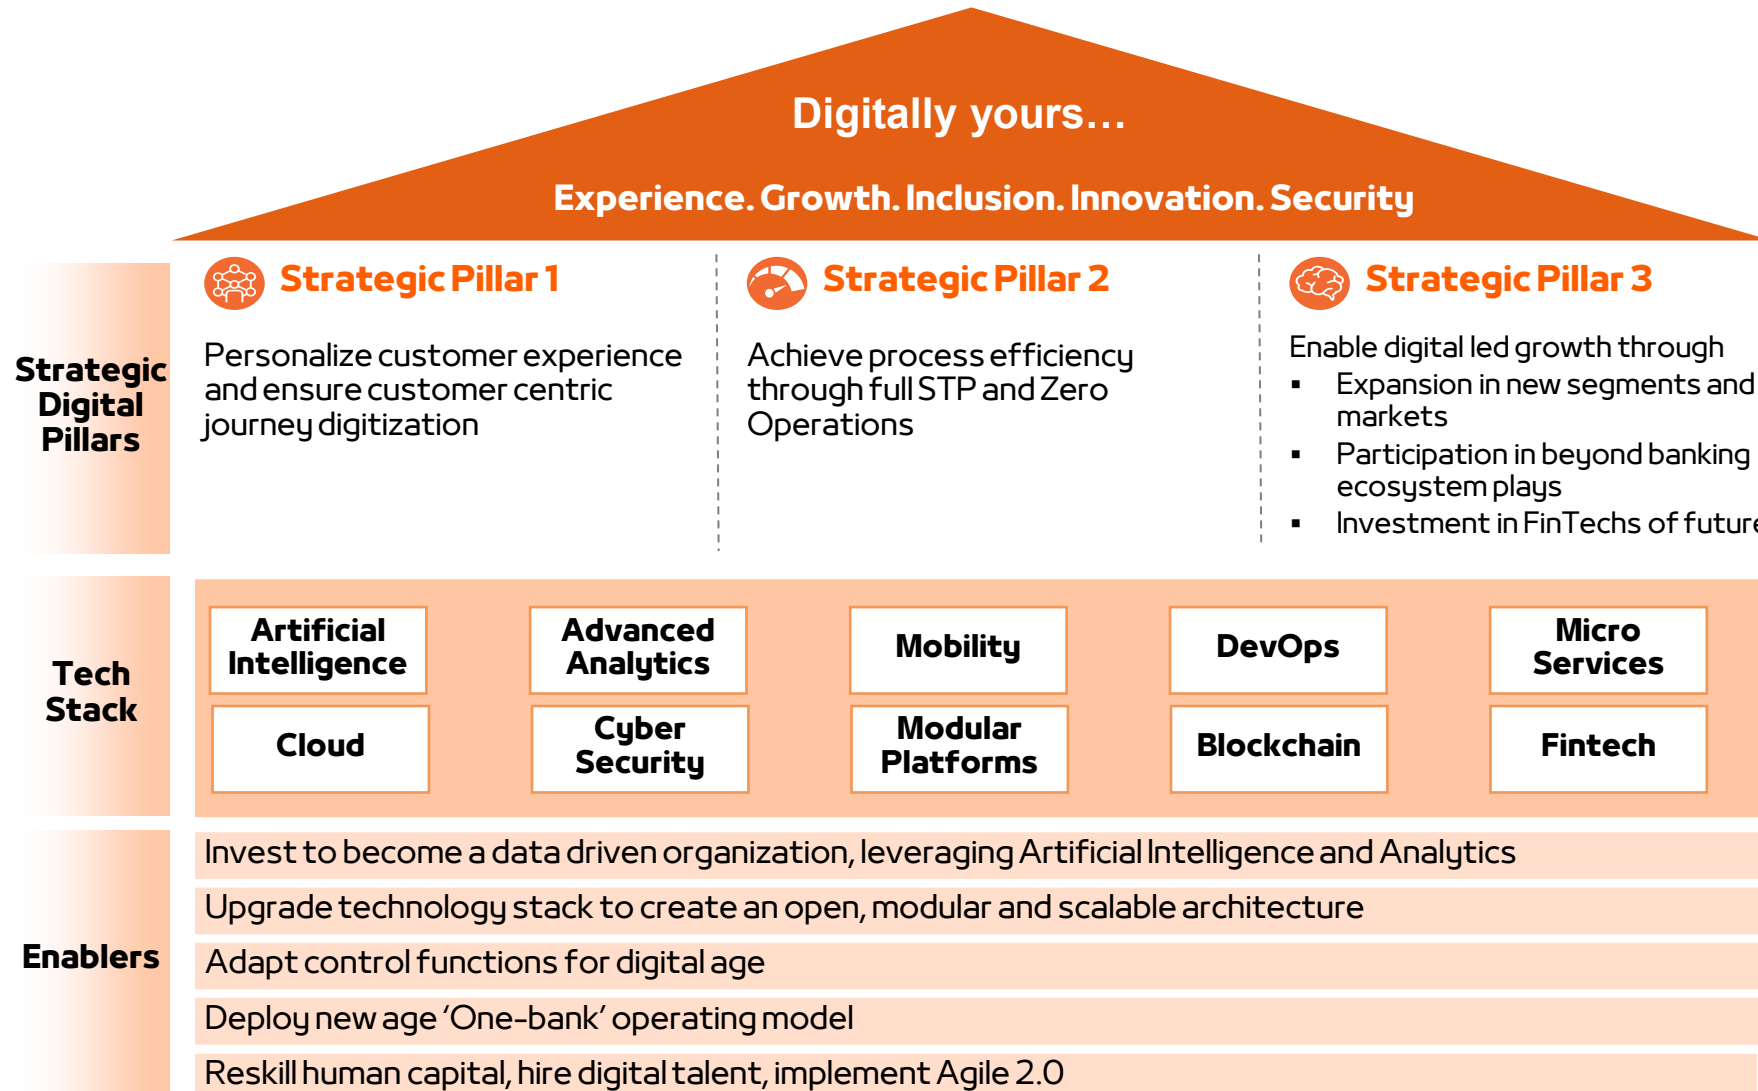 Digitally yours…
Experience. Growth. Inclusion. Innovation. Security
Strategic
Digital
Pillars
Strategic Pillar 1
Personalize customer experience
and ensure customer centric
journey digitization
Strategic Pillar 2
Achieve process efficiency
through full STP and Zero
Operations
Strategic Pillar 3
Enable digital led growth through
▪ Expansion in new segments and
markets
▪ Participation in beyond banking
ecosystem plays
▪ Investment in FinTechs of future
Tech
Stack
Artificial
Intelligence
Advanced
Analytics
Mobility
DevOps
Micro
Services
Cloud
Cyber
Security
Modular
Platforms
Blockchain
Fintech
Enablers
Invest to become a data driven organization, leveraging Artificial Intelligence and Analytics
Upgrade technology stack to create an open, modular and scalable architecture
Adapt control functions for digital age
Deploy new age ‘One-bank’ operating model
Reskill human capital, hire digital talent, implement Agile 2.0